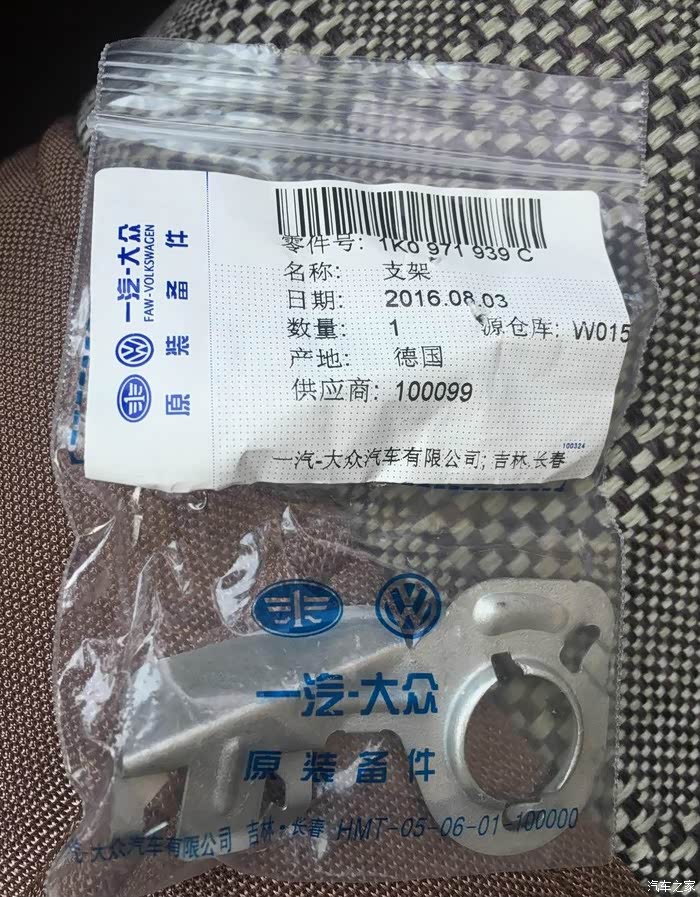 一汽-大众
FAW-VOLKSWAGEN
原装备件
零件号: 1K0 971 939 C
名称: 支架
日期: 2016.08.03
数量: 1 源仓库: W015
产地: 德国
供应商: 100099
100324
一汽-大众汽车有限公司; 吉林.长春
一汽-大众
原装备件
-大众汽车有限公司 吉林·长春 HMT-05-06-01-100000
汽车之家